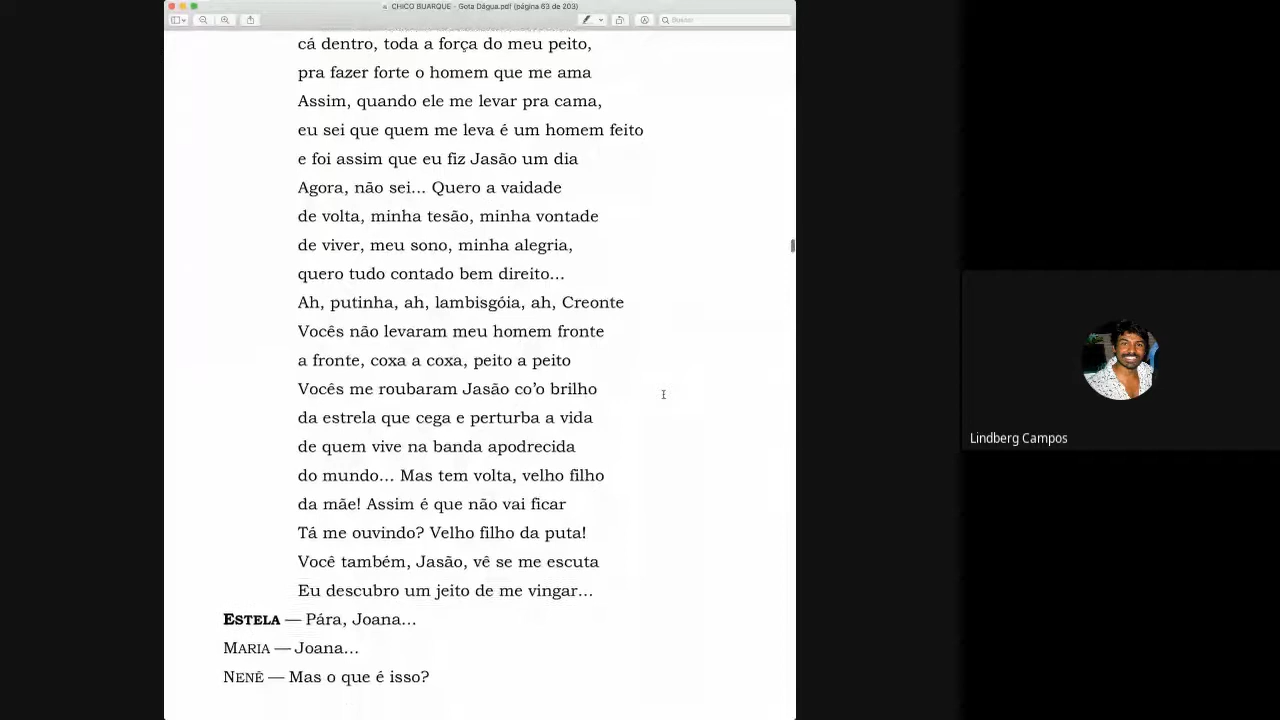 CHICO BUARQUE - Gota Dágua.pdf (página 63 de 203)
Buscar
cá dentro, toda a força do meu peito,
pra fazer forte o homem que me ama
Assim, quando ele me levar pra cama,
eu sei que quem me leva é um homem feito
e foi assim que eu fiz Jasão um dia
Agora, não sei... Quero a vaidade
de volta, minha tesão, minha vontade
de viver, meu sono, minha alegria,
quero tudo contado bem direito...
Ah, putinha, ah, lambisgóia, ah, Creonte
Vocês não levaram meu homem fronte
a fronte, coxa a coxa, peito a peito
Vocês me roubaram Jasão co’o brilho
da estrela que cega e perturba a vida
de quem vive na banda apodrecida
do mundo... Mas tem volta, velho filho
da mãe! Assim é que não vai ficar
Tá me ouvindo? Velho filho da puta!
Você também, Jasão, vê se me escuta
Eu descubro um jeito de me vingar...
ESTELA — Pára, Joana...
MARIA — Joana...
NENÊ — Mas o que é isso?
Lindberg Campos